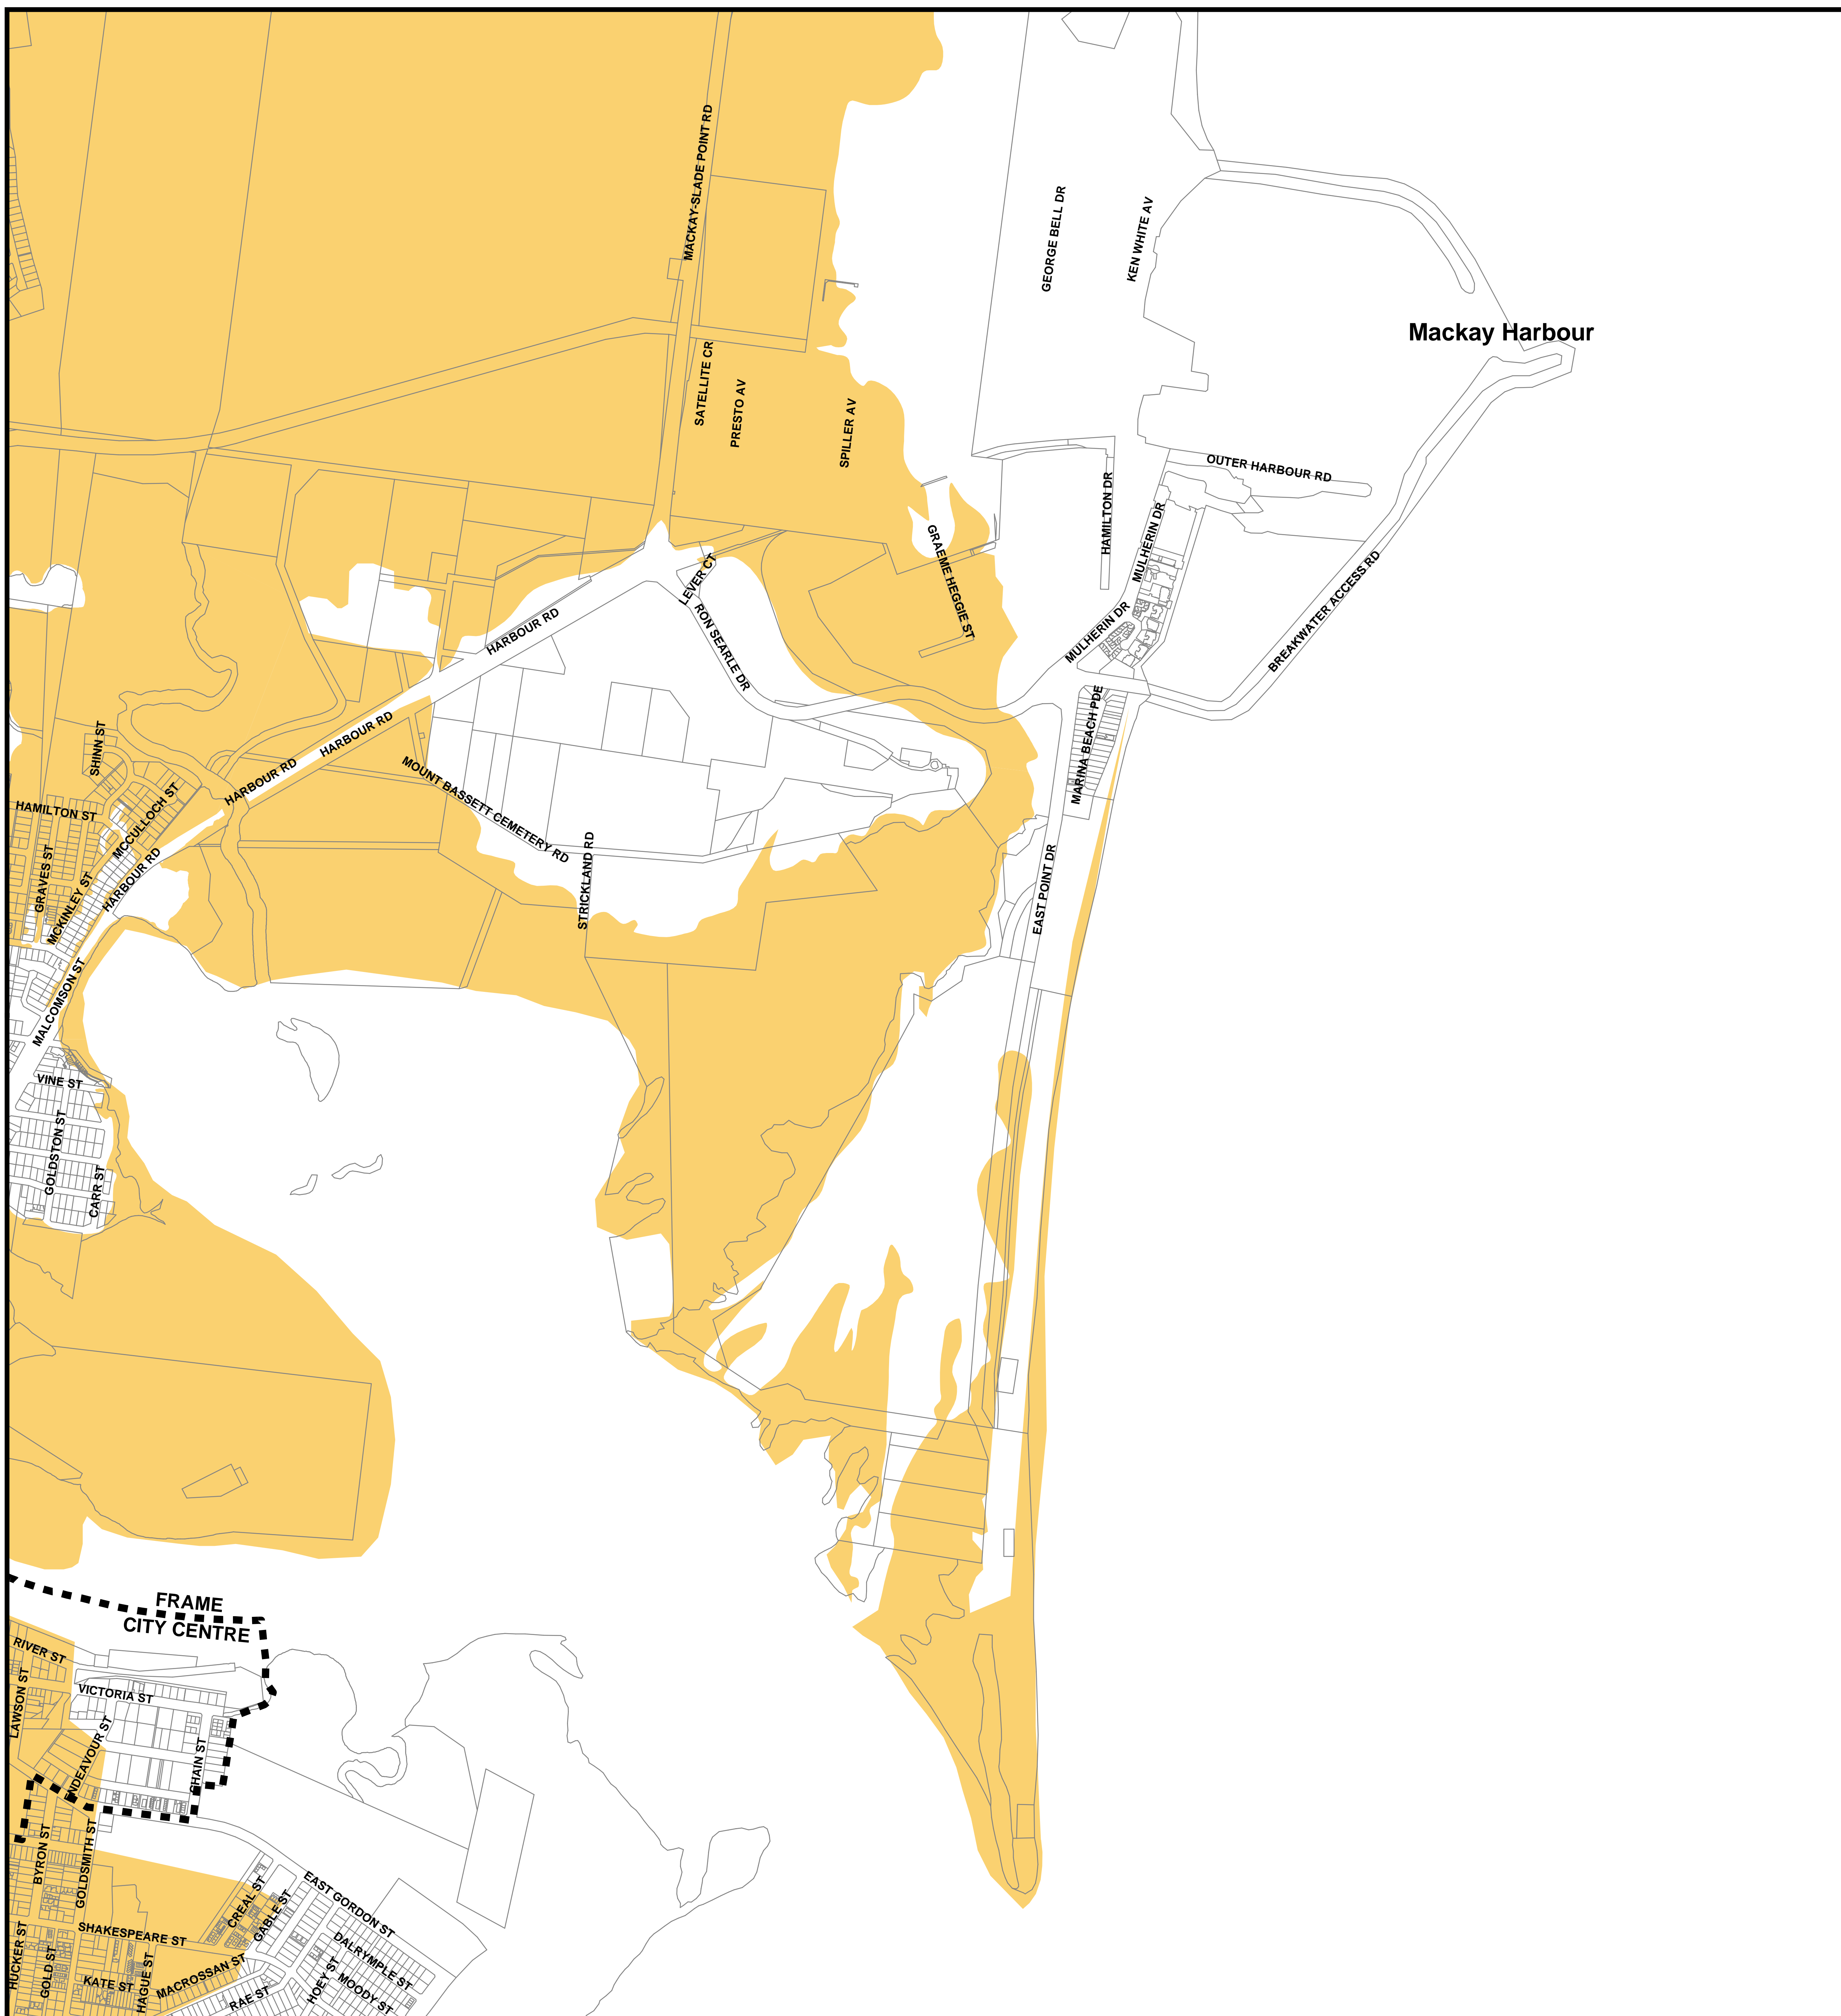 MACKAY-SLADE POINT RD
GEORGE BELL DR
KEN WHITE AV
Mackay Harbour
SATELLITE CR
PRESTO AV
SPILLER AV
OUTER HARBOUR RD
HAMILTON DR
MULHERIN DR
GRAEME HEGGIE ST
LEVER CT
HARBOUR RD
RON SEARLE DR
MULHERIN DR
BREAKWATER ACCESS RD
MARINA BEACH PDE
SHINN ST
HARBOUR RD
HARBOUR RD
MOUNT BASSETT CEMETERY RD
HAMILTON ST
MCCULLOCH ST
GRAVES ST
MCKINLEY ST
HARBOUR RD
STRICKLAND RD
EAST POINT DR
MALCOMSON ST
VINE ST
GOLDSTON ST
CARR ST
FRAME
CITY CENTRE
RIVER ST
LAWSON ST
VICTORIA ST
ENDEAVOUR ST
CHAIN ST
BYRON ST
GOLDSMITH ST
CREAL ST
GABLE ST
EAST GORDON ST
SHAKESPEARE ST
DALRYMPLE ST
HUCKER ST
GOLD ST
KATE ST
HAGUE ST
MACROSSAN ST
RAE ST
HOEY ST
MOODY ST